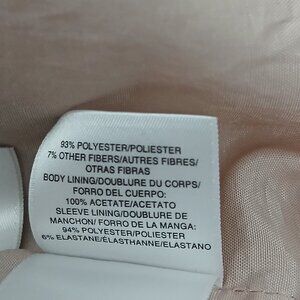 93% POLYESTER/POLIESTER
7% OTHER FIBERS/AUTRES FIBRES/
OTRAS FIBRAS
BODY LINING/DOUBLURE DU CORPS/
FORRO DEL CUERPO:
100% ACETATE/ACETATO
SLEEVE LINING/DOUBLURE DE
MANCHON/ FORRO DE LA MANGA:
94% POLYESTER/POLIESTER
6% ELASTANE/ÉLASTHANNE/ELASTANO